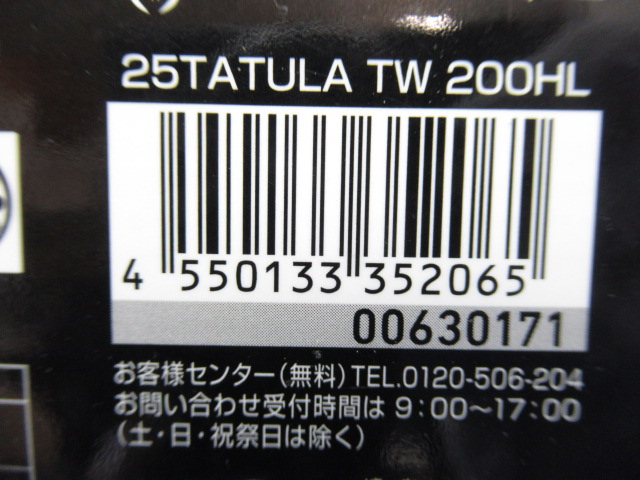 25TATULA TW 200HL
4 550133 352065
00630171
お客様センター(無料)TEL.0120-506-204
お問い合わせ受付時間は 9:00〜17:00
(土・日・祝祭日は除く)